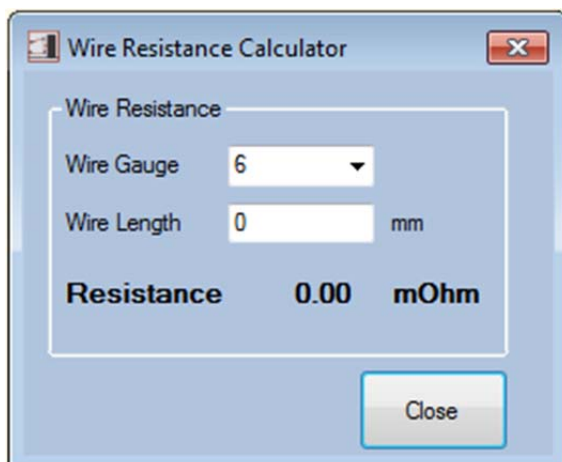 Wire Resistance Calculator
Wire Resistance
Wire Gauge 6
Wire Length 0 mm
Resistance 0.00 mOhm
Close